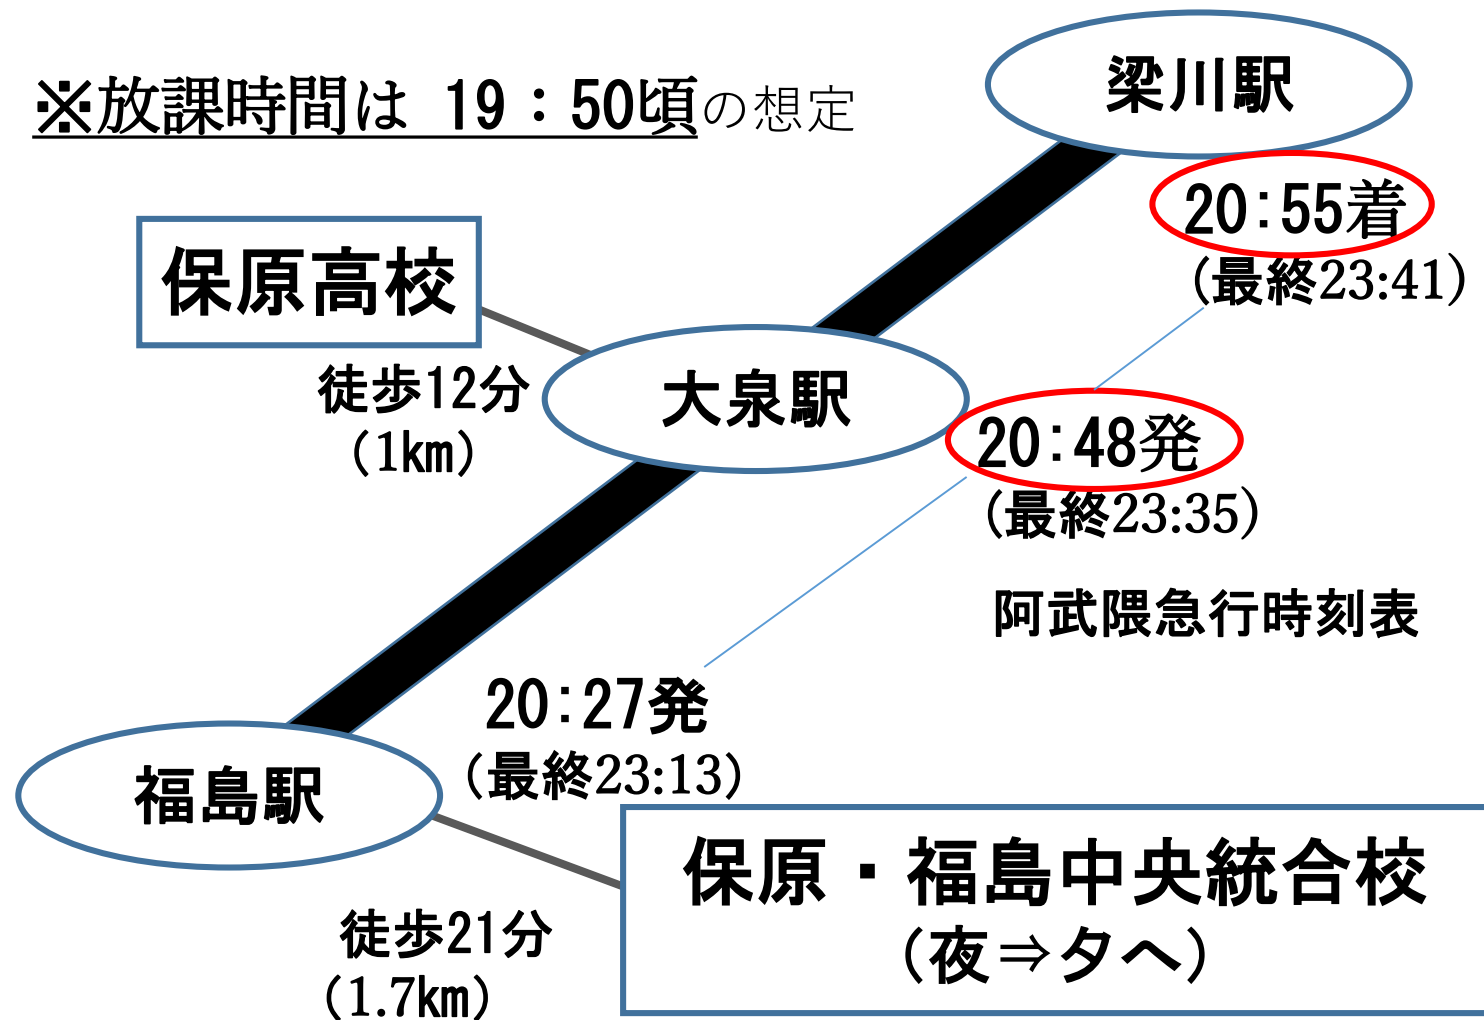 ※放課時間は 19：50頃の想定
梁川駅
20:55着
(最終23:41)
保原高校
徒歩12分
(1km)
大泉駅
20:48発
(最終23:35)
阿武隈急行時刻表
20:27発
(最終23:13)
福島駅
徒歩21分
(1.7km)
保原・福島中央統合校
(夜⇒夕へ)